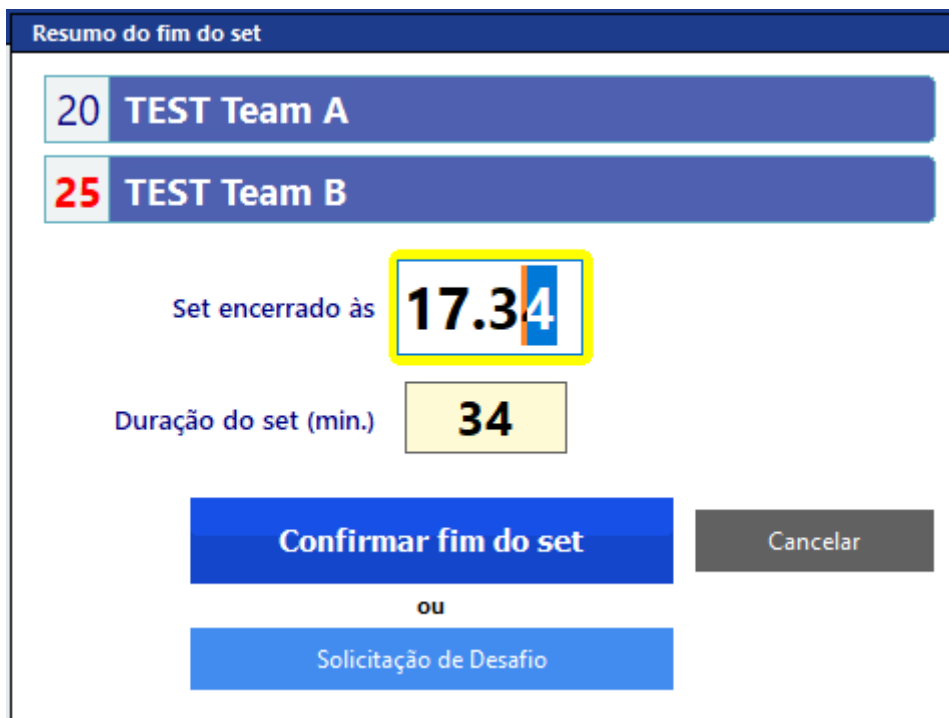 Resumo do fim do set
20 TEST Team A
25 TEST Team B
Set encerrado às 17.34
Duração do set (min.) 34
Confirmar fim do set Cancelar
ou
Solicitação de Desafio